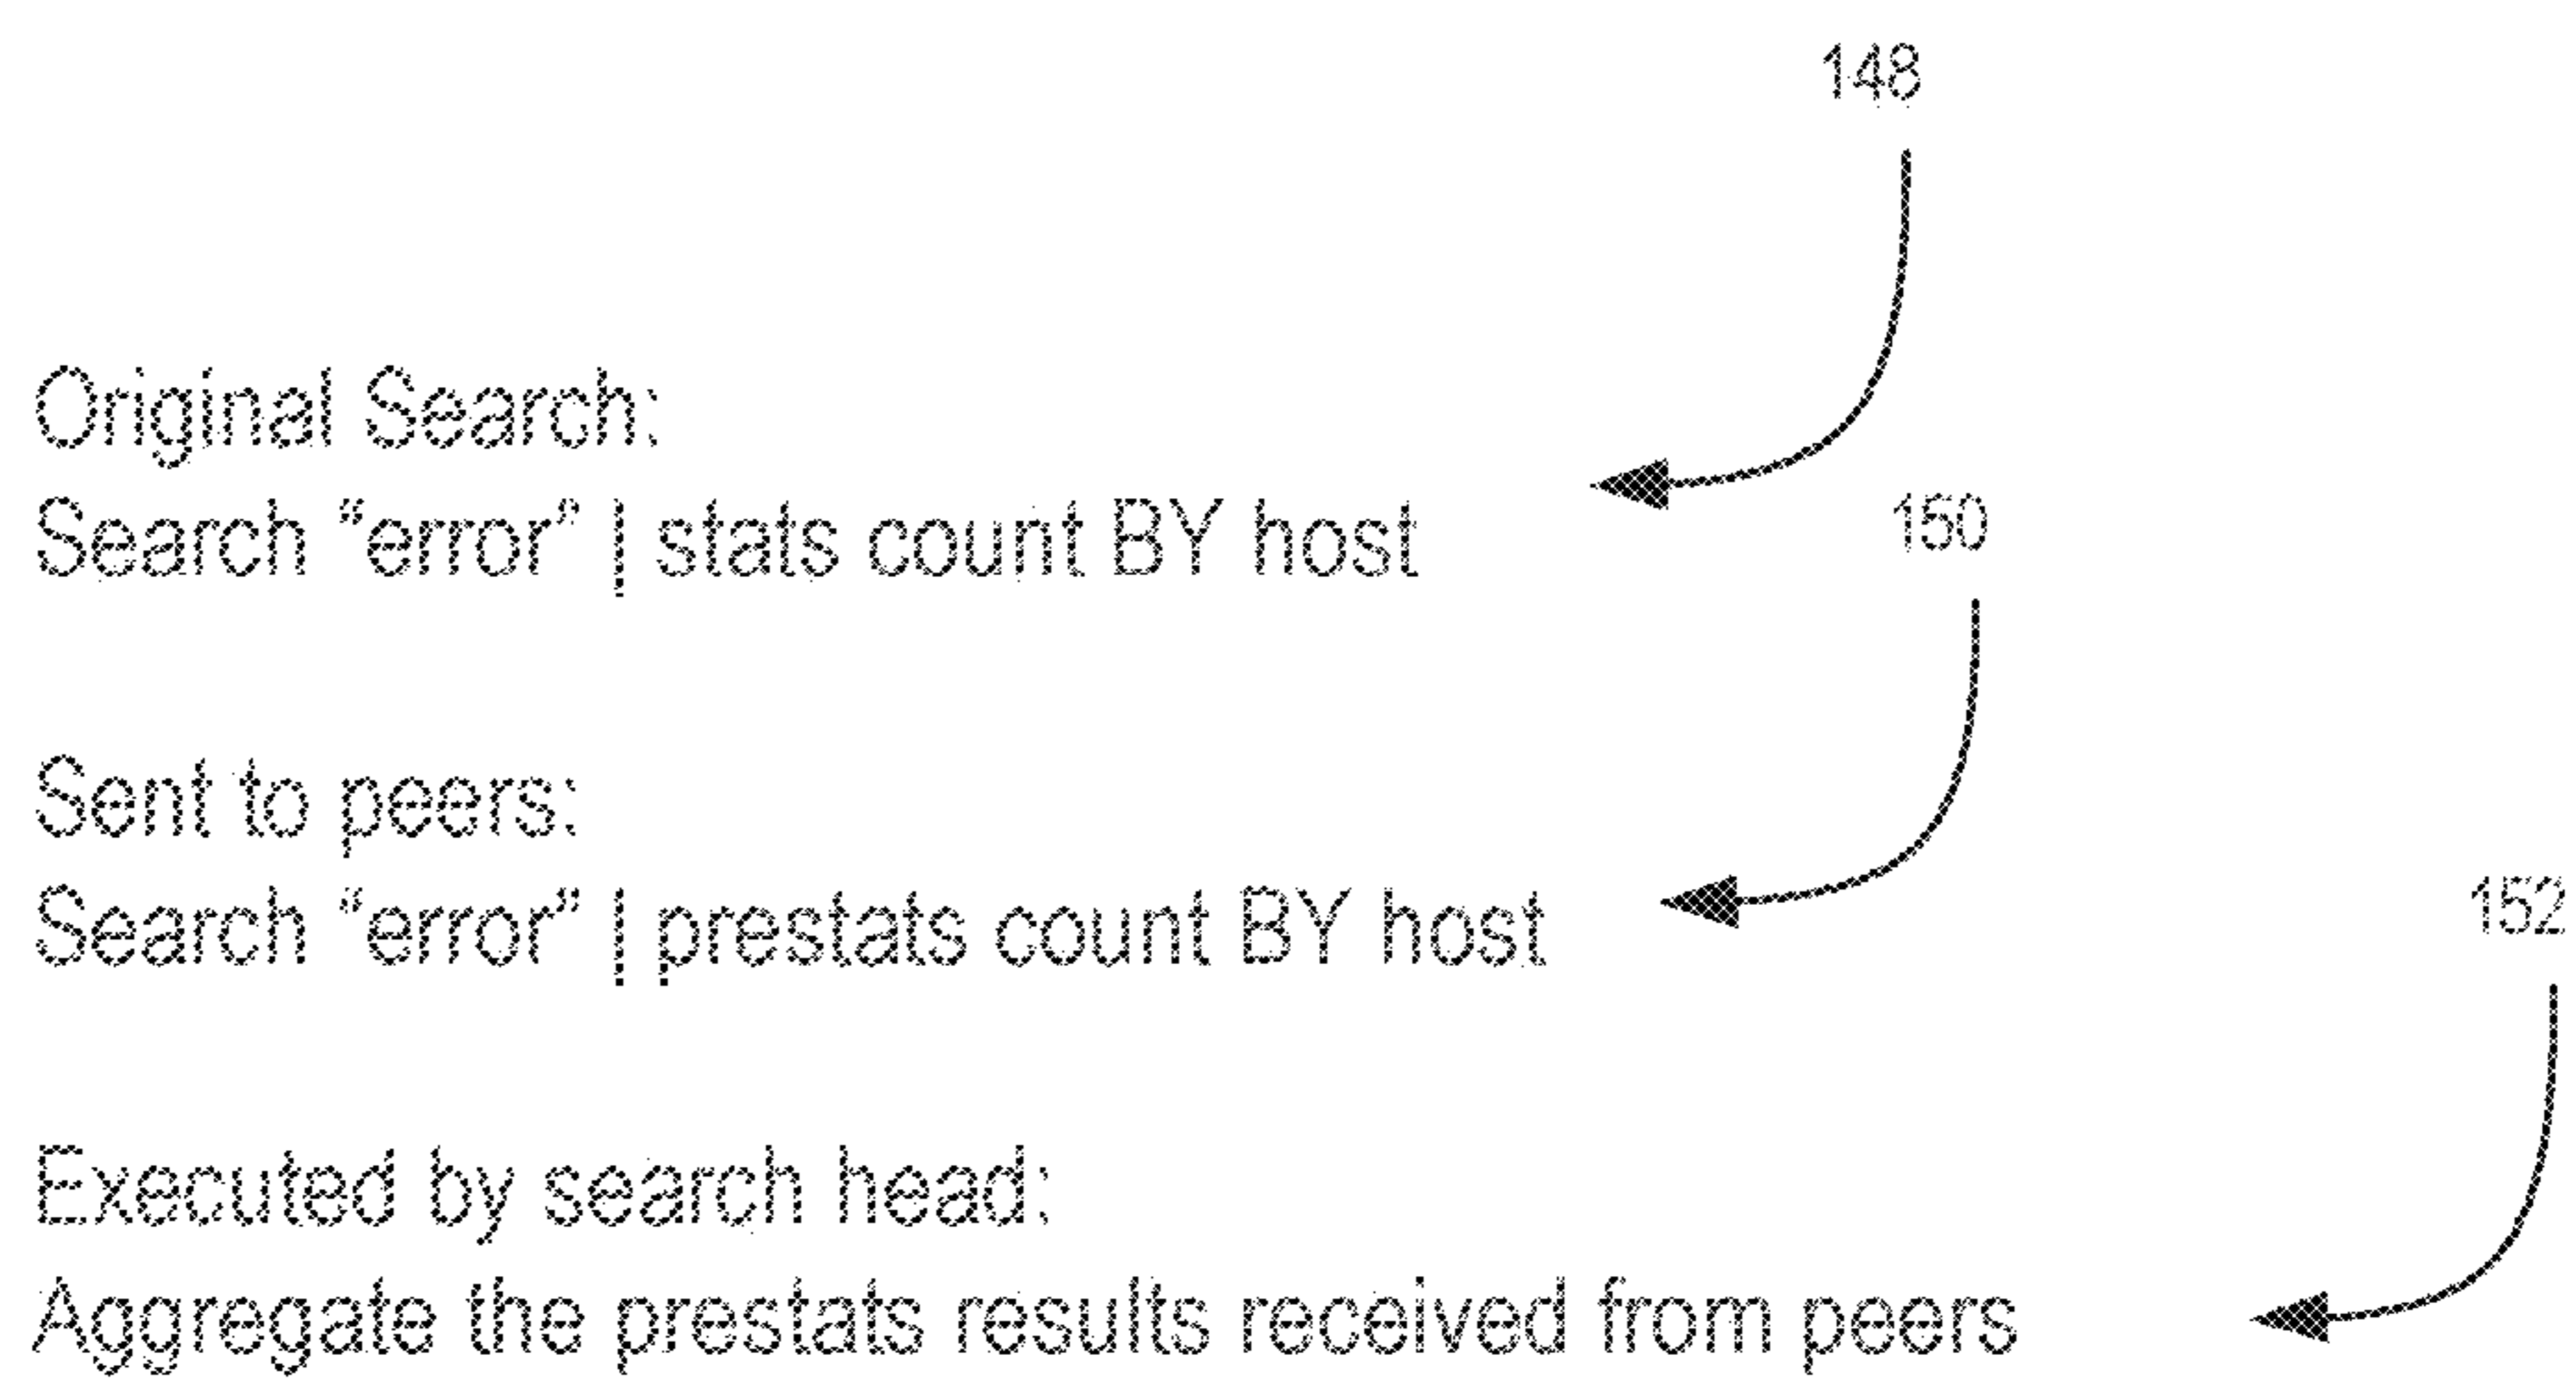 148
Original Search:
Search “error” | stats count BY host
150
Sent to peers:
Search “error” | prestats count BY host
152
Executed by search head:
Aggregate the prestats results received from peers